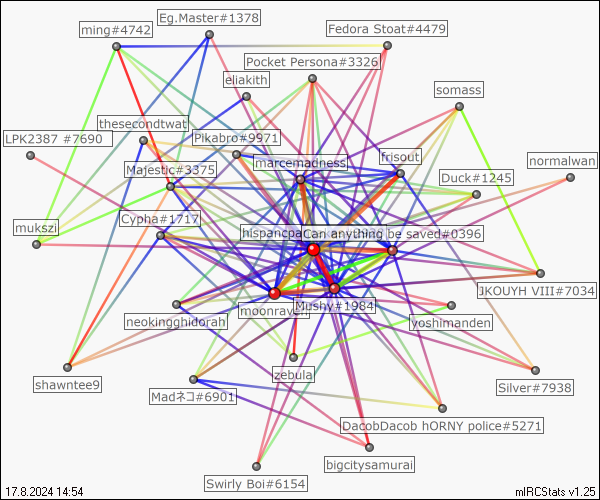 Eg.Master#1378
ming#4742
Fedora Stoat#4479
Pocket Persona#3326
eliakith
somass
thesecondtwat
LPK2387 #7690
Pikabro#9971
frisout
marcemadness
normalwan
Majestic#3375
Duck#1245
Cypha#1717
mukszi
hispancpa
Can anything be saved#0396
JKOUYH VIII#7034
moonraven
Mushy#1984
neokingghidorah
yoshimanden
zebula
shawntee9
Silver#7938
Madネコ#6901
DacobDacob hORNY police#5271
bigcitysamurai
Swirly Boi#6154
17.8.2024 14:54
mIRCStats v1.25